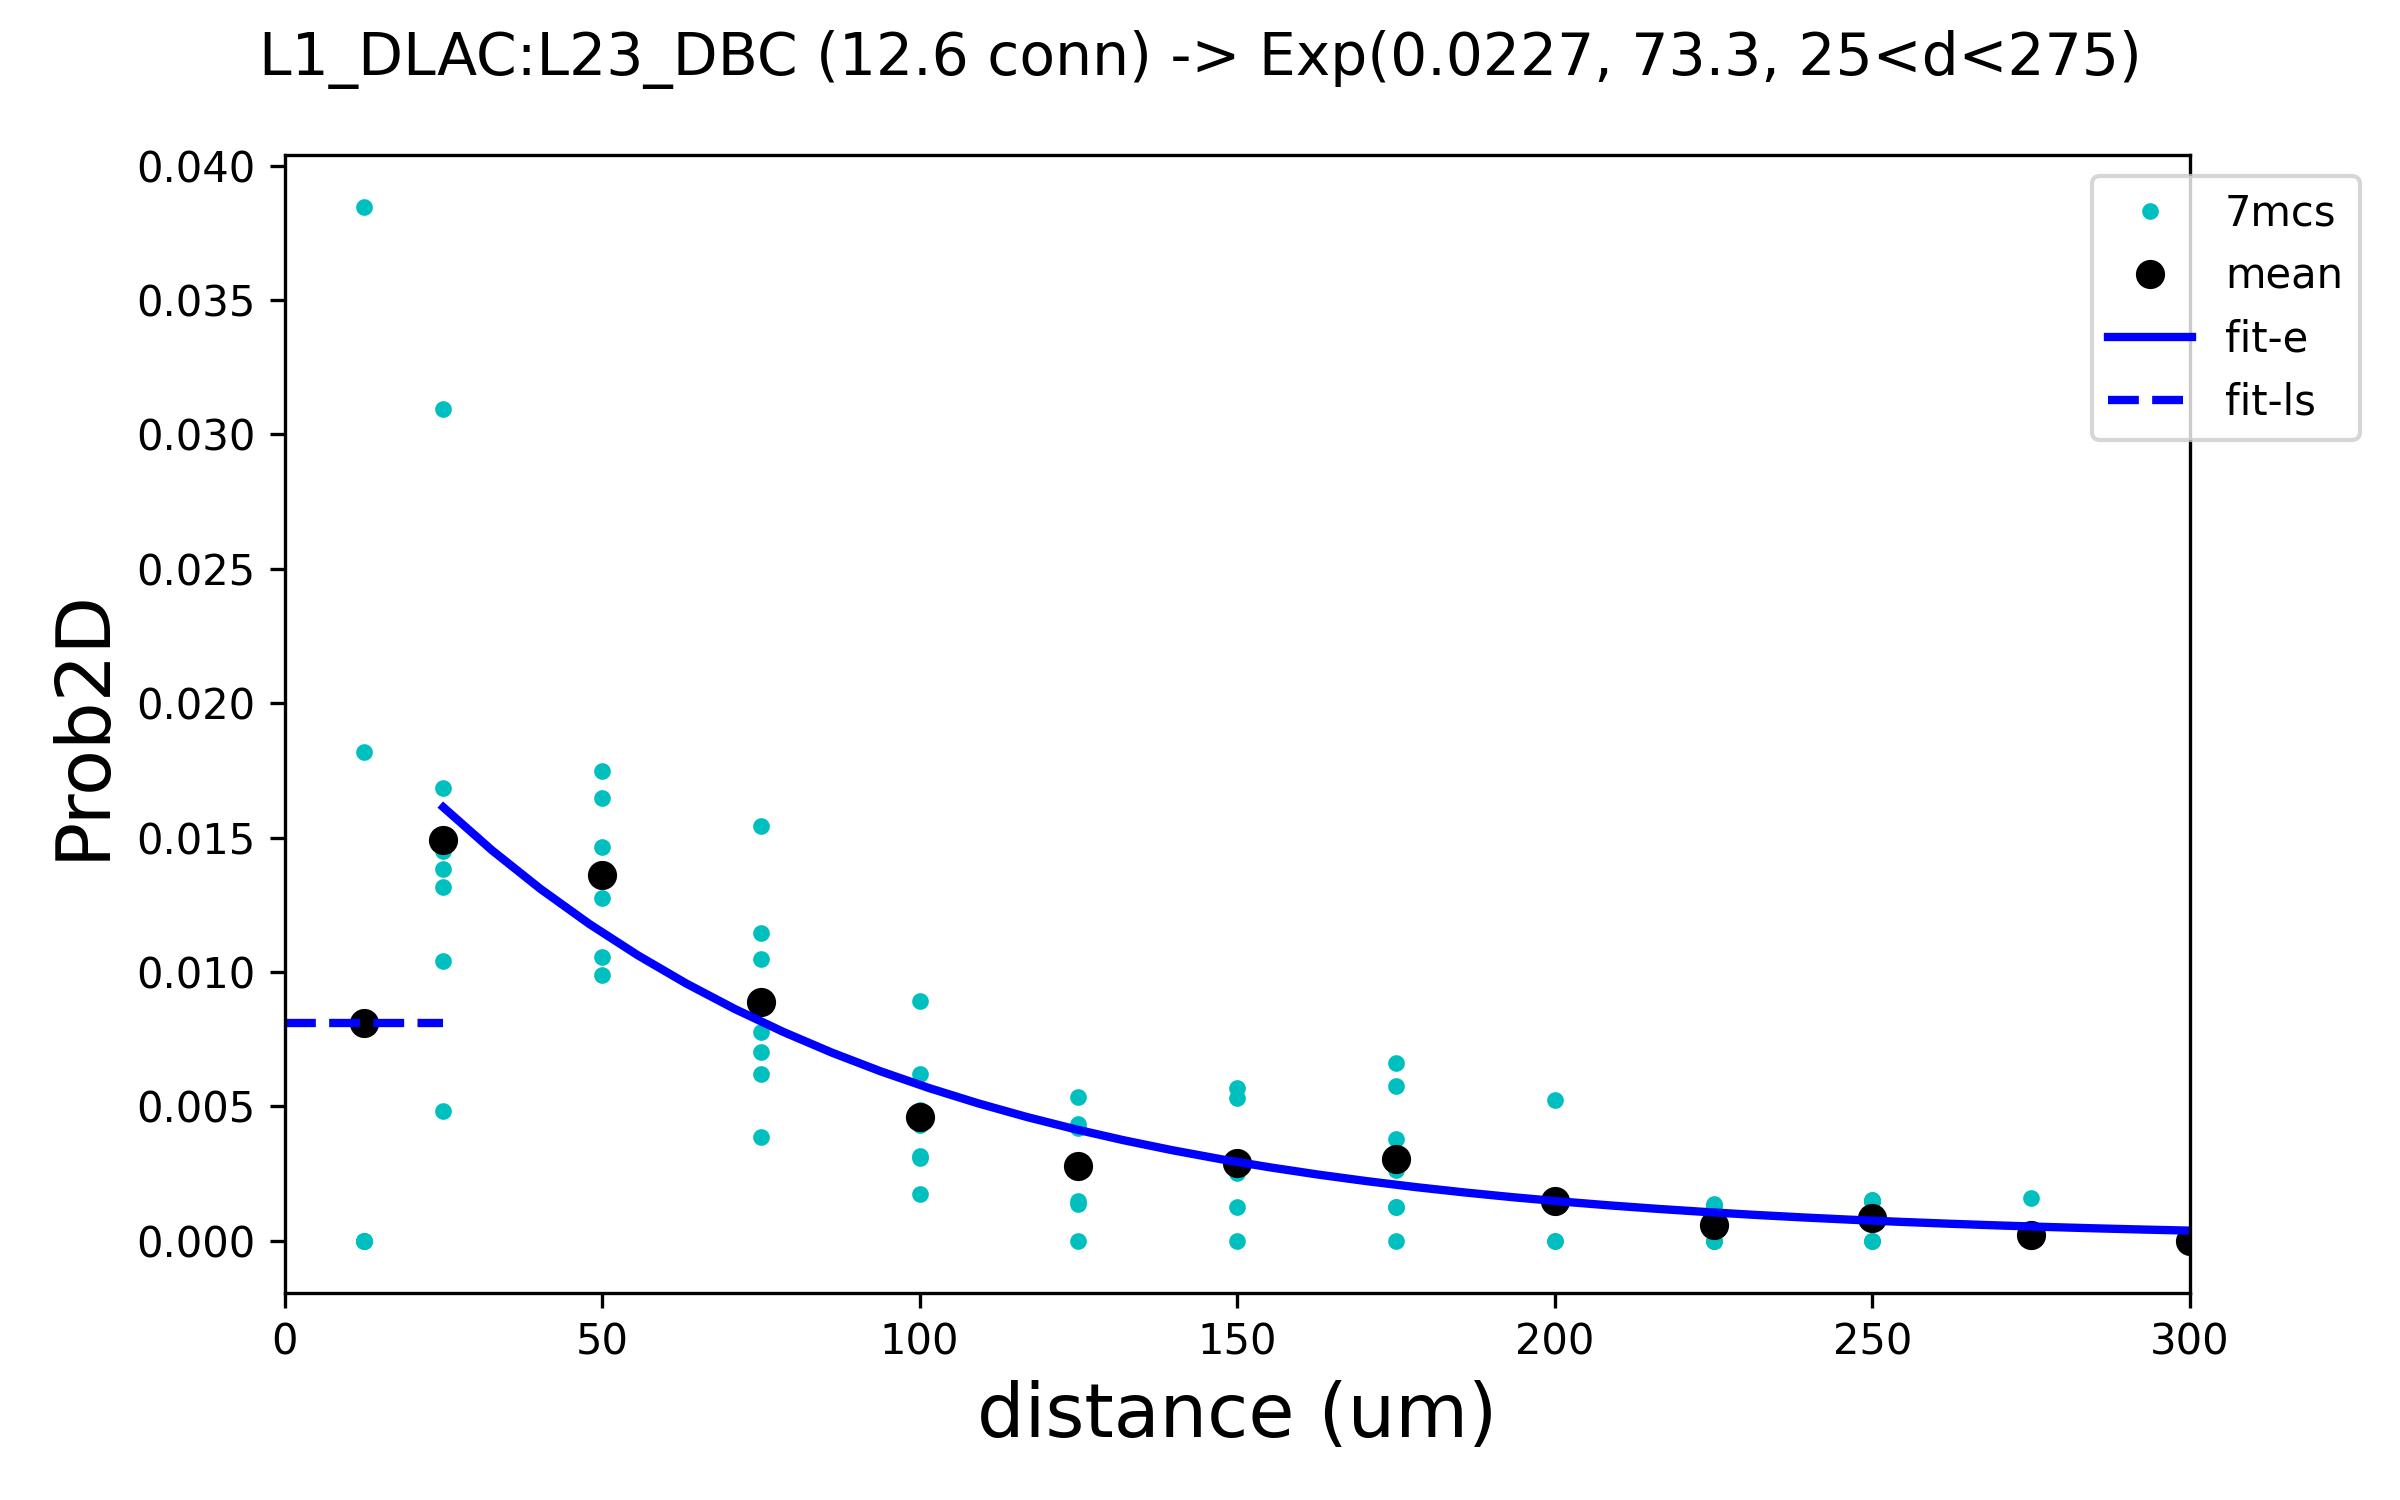 L1_DLAC:L23_DBC (12.6 conn) -> Exp(0.0227, 73.3, 25<d<275)
0.040
0.035
0.030
0.025
0.020
0.015
0.010
0.005
0.000
Prob2D
7mcs
mean
fit-e
fit-ls
0 50 100 150 200 250 300
distance (um)